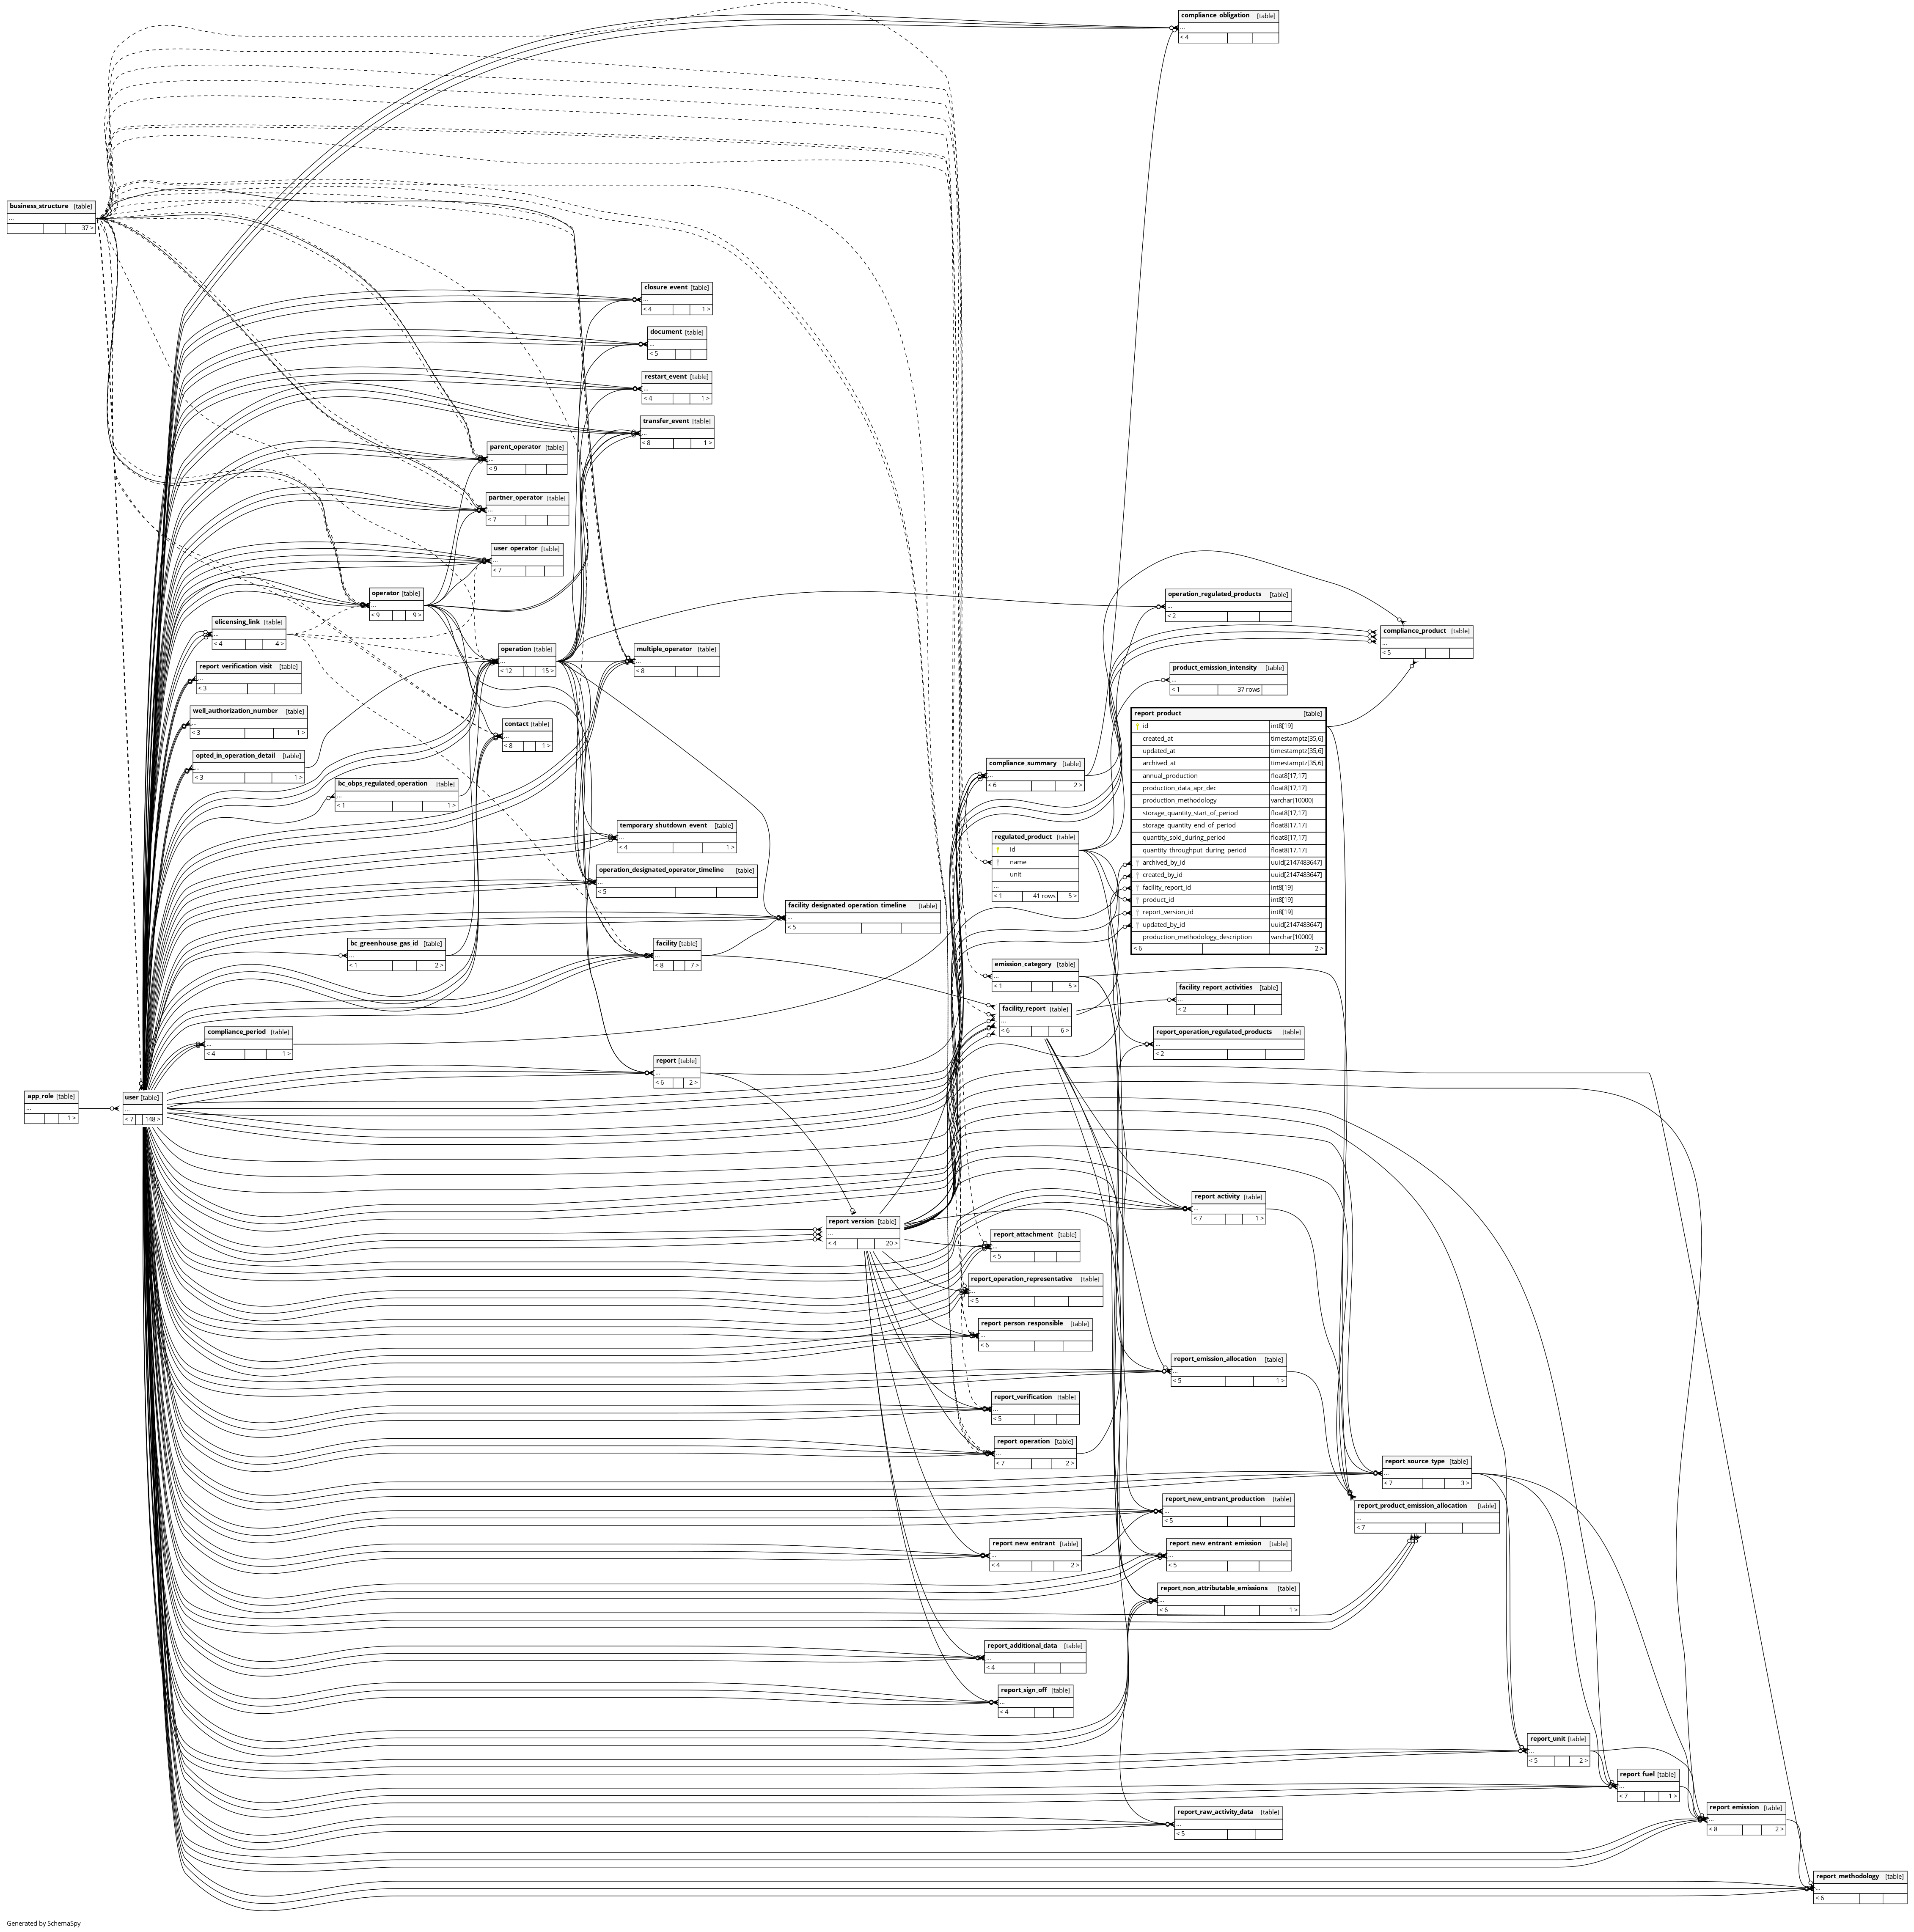 compliance_obligation [table]
...
< 4
business_structure [table]
...
37 >
closure_event [table]
...
< 4 1 >
document [table]
...
< 5
restart_event [table]
...
< 4 1 >
transfer_event [table]
...
< 8 1 >
parent_operator [table]
...
< 9
partner_operator [table]
...
< 7
user_operator [table]
...
< 7
operator [table]
...
< 9 9 >
elicensing_link [table]
...
< 4 4 >
operation [table]
...
< 12 15 >
multiple_operator [table]
...
< 8
report_verification_visit [table]
...
< 3
well_authorization_number [table]
...
< 3 1 >
contact [table]
...
< 8 1 >
opted_in_operation_detail [table]
...
< 3 1 >
bc_obps_regulated_operation [table]
...
< 1 1 >
operation_regulated_products [table]
...
< 2
compliance_product [table]
...
< 5
product_emission_intensity [table]
...
< 1 37 rows
report_product [table]
id int8[19]
created_at timestamptz[35,6]
updated_at timestamptz[35,6]
archived_at timestamptz[35,6]
annual_production float8[17,17]
production_data_apr_dec float8[17,17]
production_methodology varchar[10000]
storage_quantity_start_of_period float8[17,17]
storage_quantity_end_of_period float8[17,17]
quantity_sold_during_period float8[17,17]
quantity_throughput_during_period float8[17,17]
archived_by_id uuid[2147483647]
created_by_id uuid[2147483647]
facility_report_id int8[19]
product_id int8[19]
report_version_id int8[19]
updated_by_id uuid[2147483647]
production_methodology_description varchar[10000]
< 6 2 >
compliance_summary [table]
...
< 6 2 >
regulated_product [table]
id
name
unit
...
< 1 41 rows 5 >
temporary_shutdown_event [table]
...
< 4 1 >
operation_designated_operator_timeline [table]
...
< 5
facility_designated_operation_timeline [table]
...
< 5
bc_greenhouse_gas_id [table]
...
< 1 2 >
facility [table]
...
< 8 7 >
emission_category [table]
...
< 1 5 >
facility_report [table]
...
< 6 6 >
facility_report_activities [table]
...
< 2
report_operation_regulated_products [table]
...
< 2
compliance_period [table]
...
< 4 1 >
report [table]
...
< 6 2 >
app_role [table]
...
1 >
user [table]
...
< 7 148 >
report_activity [table]
...
< 7 1 >
report_version [table]
...
< 4 20 >
report_attachment [table]
...
< 5
report_operation_representative [table]
...
< 5
report_person_responsible [table]
...
< 6
report_emission_allocation [table]
...
< 5 1 >
report_verification [table]
...
< 5
report_operation [table]
...
< 7 2 >
report_source_type [table]
...
< 7 3 >
report_new_entrant_production [table]
...
< 5
report_product_emission_allocation [table]
...
< 7
report_new_entrant [table]
...
< 4 2 >
report_new_entrant_emission [table]
...
< 5
report_non_attributable_emissions [table]
...
< 6 1 >
report_additional_data [table]
...
< 4
report_sign_off [table]
...
< 4
report_unit [table]
...
< 5 2 >
report_fuel [table]
...
< 7 1 >
report_emission [table]
...
< 8 2 >
report_raw_activity_data [table]
...
< 5
report_methodology [table]
...
< 6
Generated by SchemaSpy